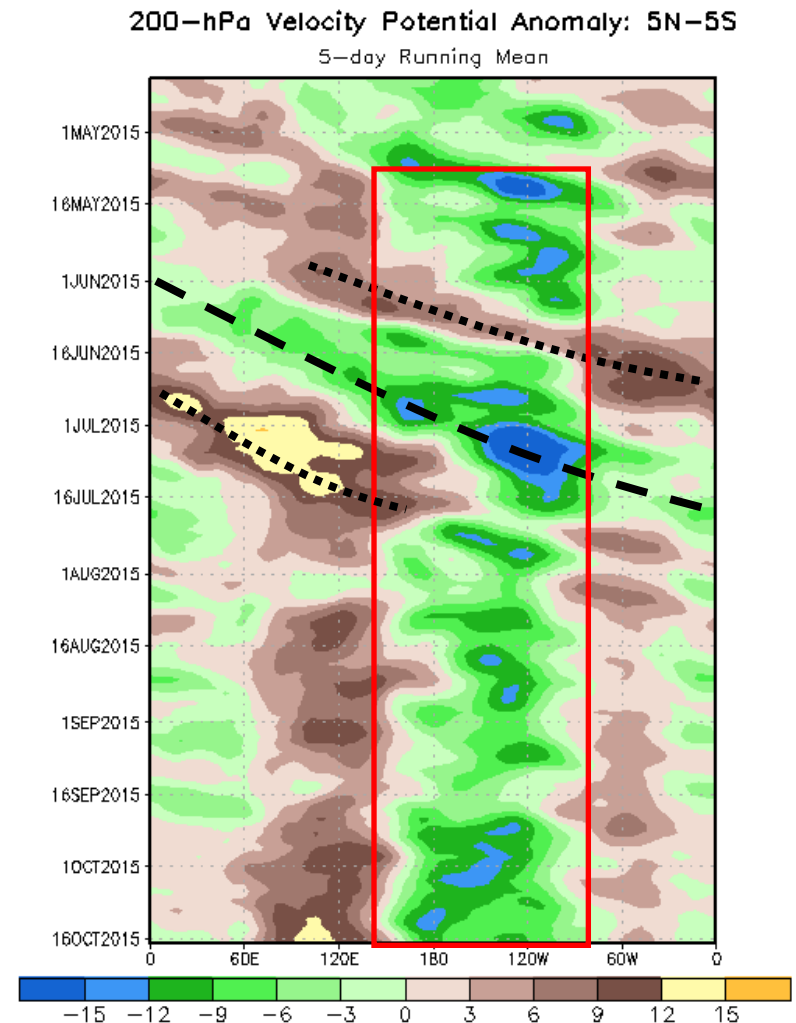 200-hPa Velocity Potential Anomaly: 5N-5S
5-day Running Mean
1MAY2015
16MAY2015
1JUN2015
16JUN2015
1JUL2015
16JUL2015
1AUG2015
16AUG2015
1SEP2015
16SEP2015
1OCT2015
16OCT2015
0 60E 120E 180 120W 60W 0
-15 -12 -9 -6 -3 0 3 6 9 12 15